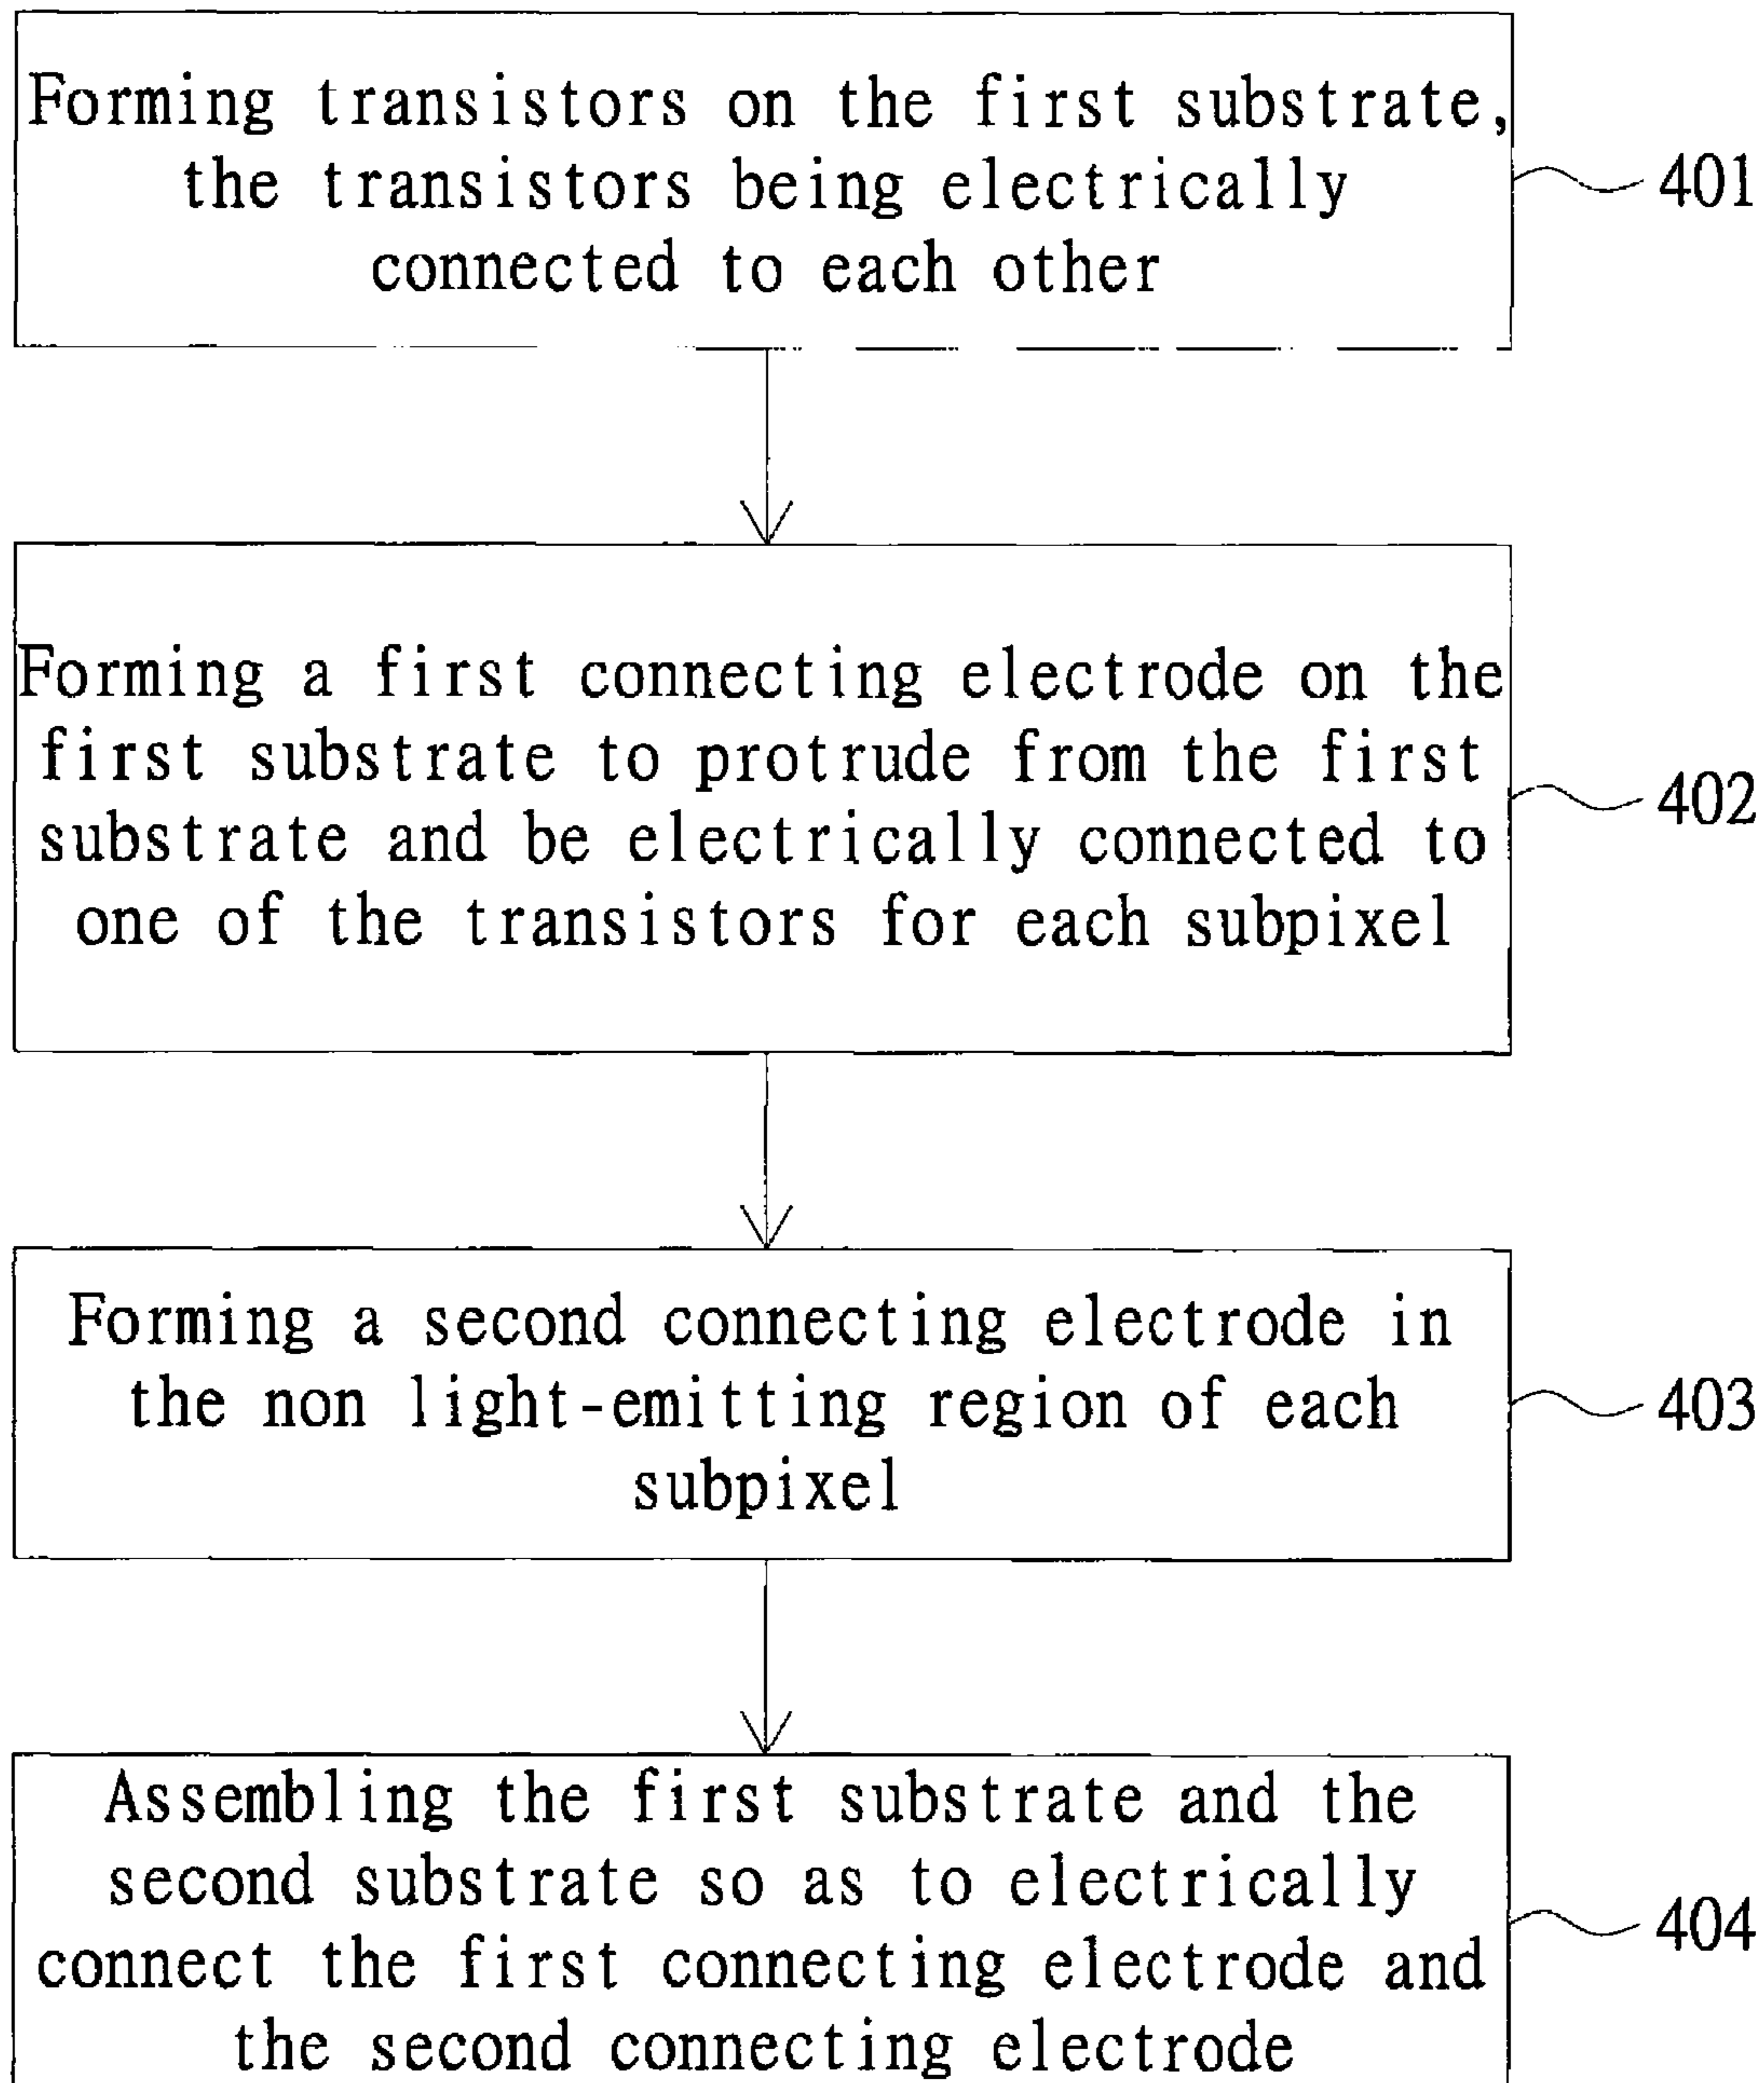 Forming transistors on the first substrate,
the transistors being electrically
connected to each other
401
Forming a first connecting electrode on the
first substrate to protrude from the first
substrate and be electrically connected to
one of the transistors for each subpixel
402
Forming a second connecting electrode in
the non light-emitting region of each
subpixel
403
Assembling the first substrate and the
second substrate so as to electrically
connect the first connecting electrode and
the second connecting electrode
404